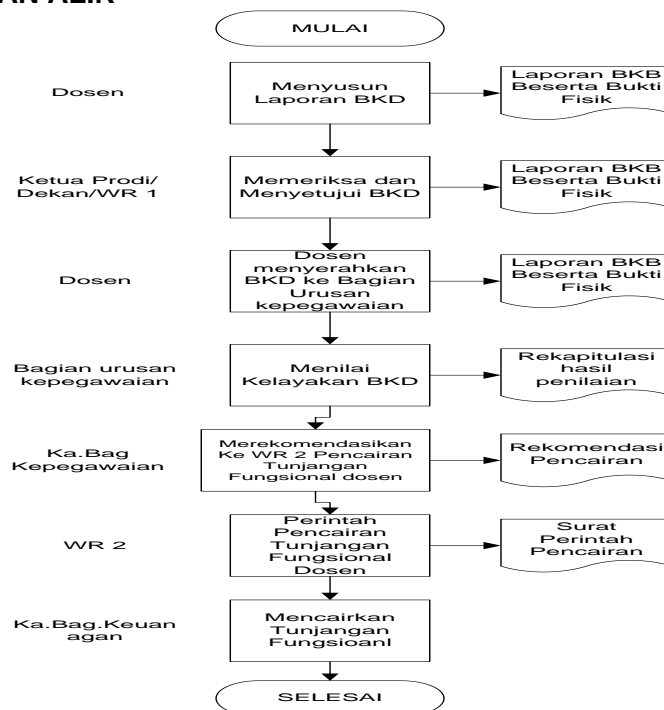 MULAI
Dosen
Menyusun
Laporan BKD
Laporan BKB
Beserta Bukti
Fisik
Ketua Prodi/
Dekan/WR 1
Memeriksa dan
Menyetujui BKD
Laporan BKB
Beserta Bukti
Fisik
Dosen
Dosen
menyerahkan
BKD ke Bagian
Urusan
kepegawaian
Laporan BKB
Beserta Bukti
Fisik
Bagian urusan
kepegawaian
Menilai
Kelayakan BKD
Rekapitulasi
hasil
penilaian
Ka.Bag
Kepegawaian
Merekomendasikan
Ke WR 2 Pencairan
Tunjangan
Fungsional dosen
Rekomendasi
Pencairan
WR 2
Perintah
Pencairan
Tunjangan
Fungsional
Dosen
Surat
Perintah
Pencairan
Ka.Bag.Keuan
agan
Mencairkan
Tunjangan
Fungsioanl
SELESAI